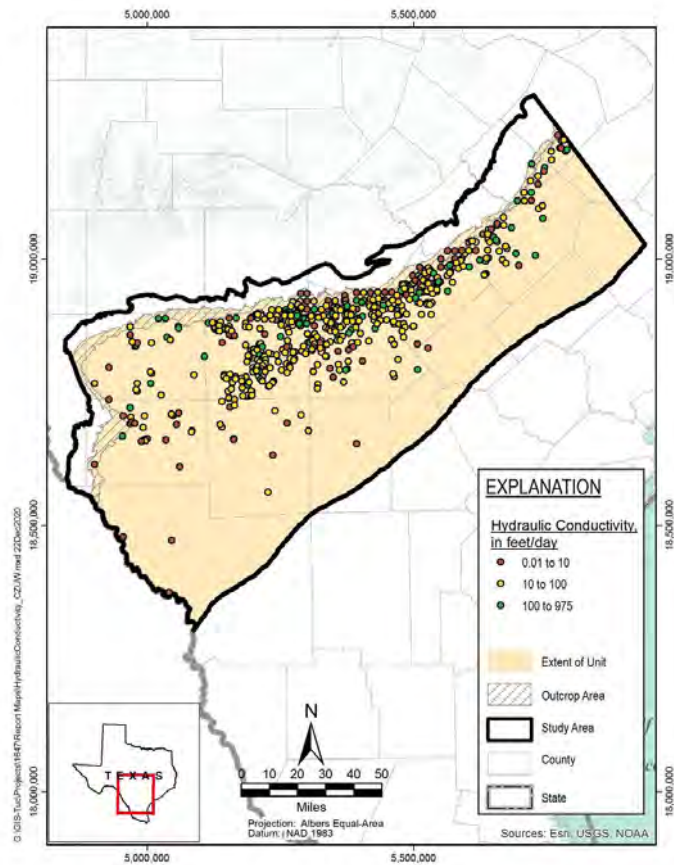 5,000,000
5,500,000
19,000,000
18,500,000
18,000,000
19,000,000
18,500,000
18,000,000
EXPLANATION
Hydraulic Conductivity,
in feet/day
0.01 to 10
10 to 100
100 to 975
Extent of Unit
Outcrop Area
Study Area
County
State
TEXAS
N
0 10 20 30 40 50
Miles
Projection: Albers Equal-Area
Datum: NAD 1983
Sources: Esri, USGS, NOAA
5,000,000
5,500,000